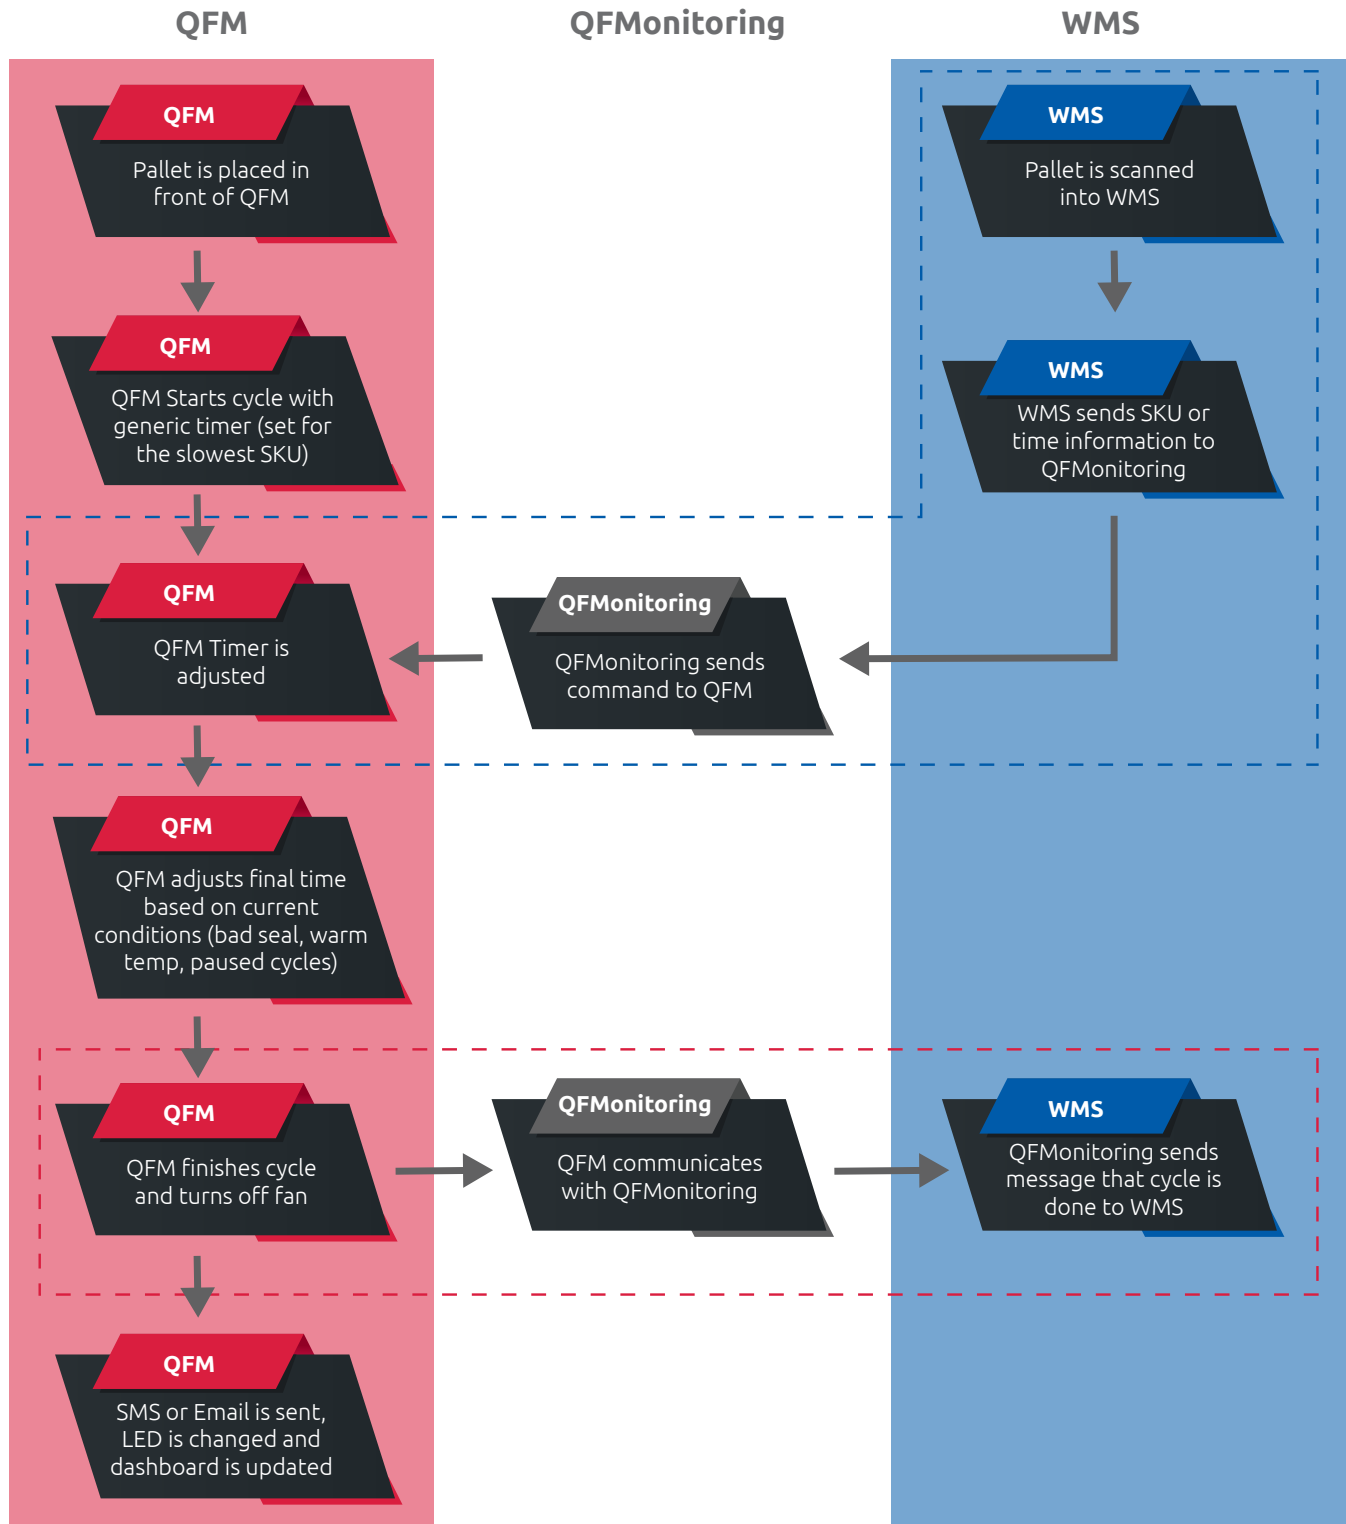 QFM
QFMonitoring
WMS
QFM
Pallet is placed in
front of QFM
WMS
Pallet is scanned
into WMS
QFM
QFM Starts cycle with
generic timer (set for
the slowest SKU)
WMS
WMS sends SKU or
time information to
QFMonitoring
QFM
QFM Timer is
adjusted
QFMonitoring
QFMonitoring sends
command to QFM
QFM
QFM adjusts final time
based on current
conditions (bad seal, warm
temp, paused cycles)
QFM
QFM finishes cycle
and turns off fan
QFMonitoring
QFM communicates
with QFMonitoring
WMS
QFMonitoring sends
message that cycle is
done to WMS
QFM
SMS or Email is sent,
LED is changed and
dashboard is updated